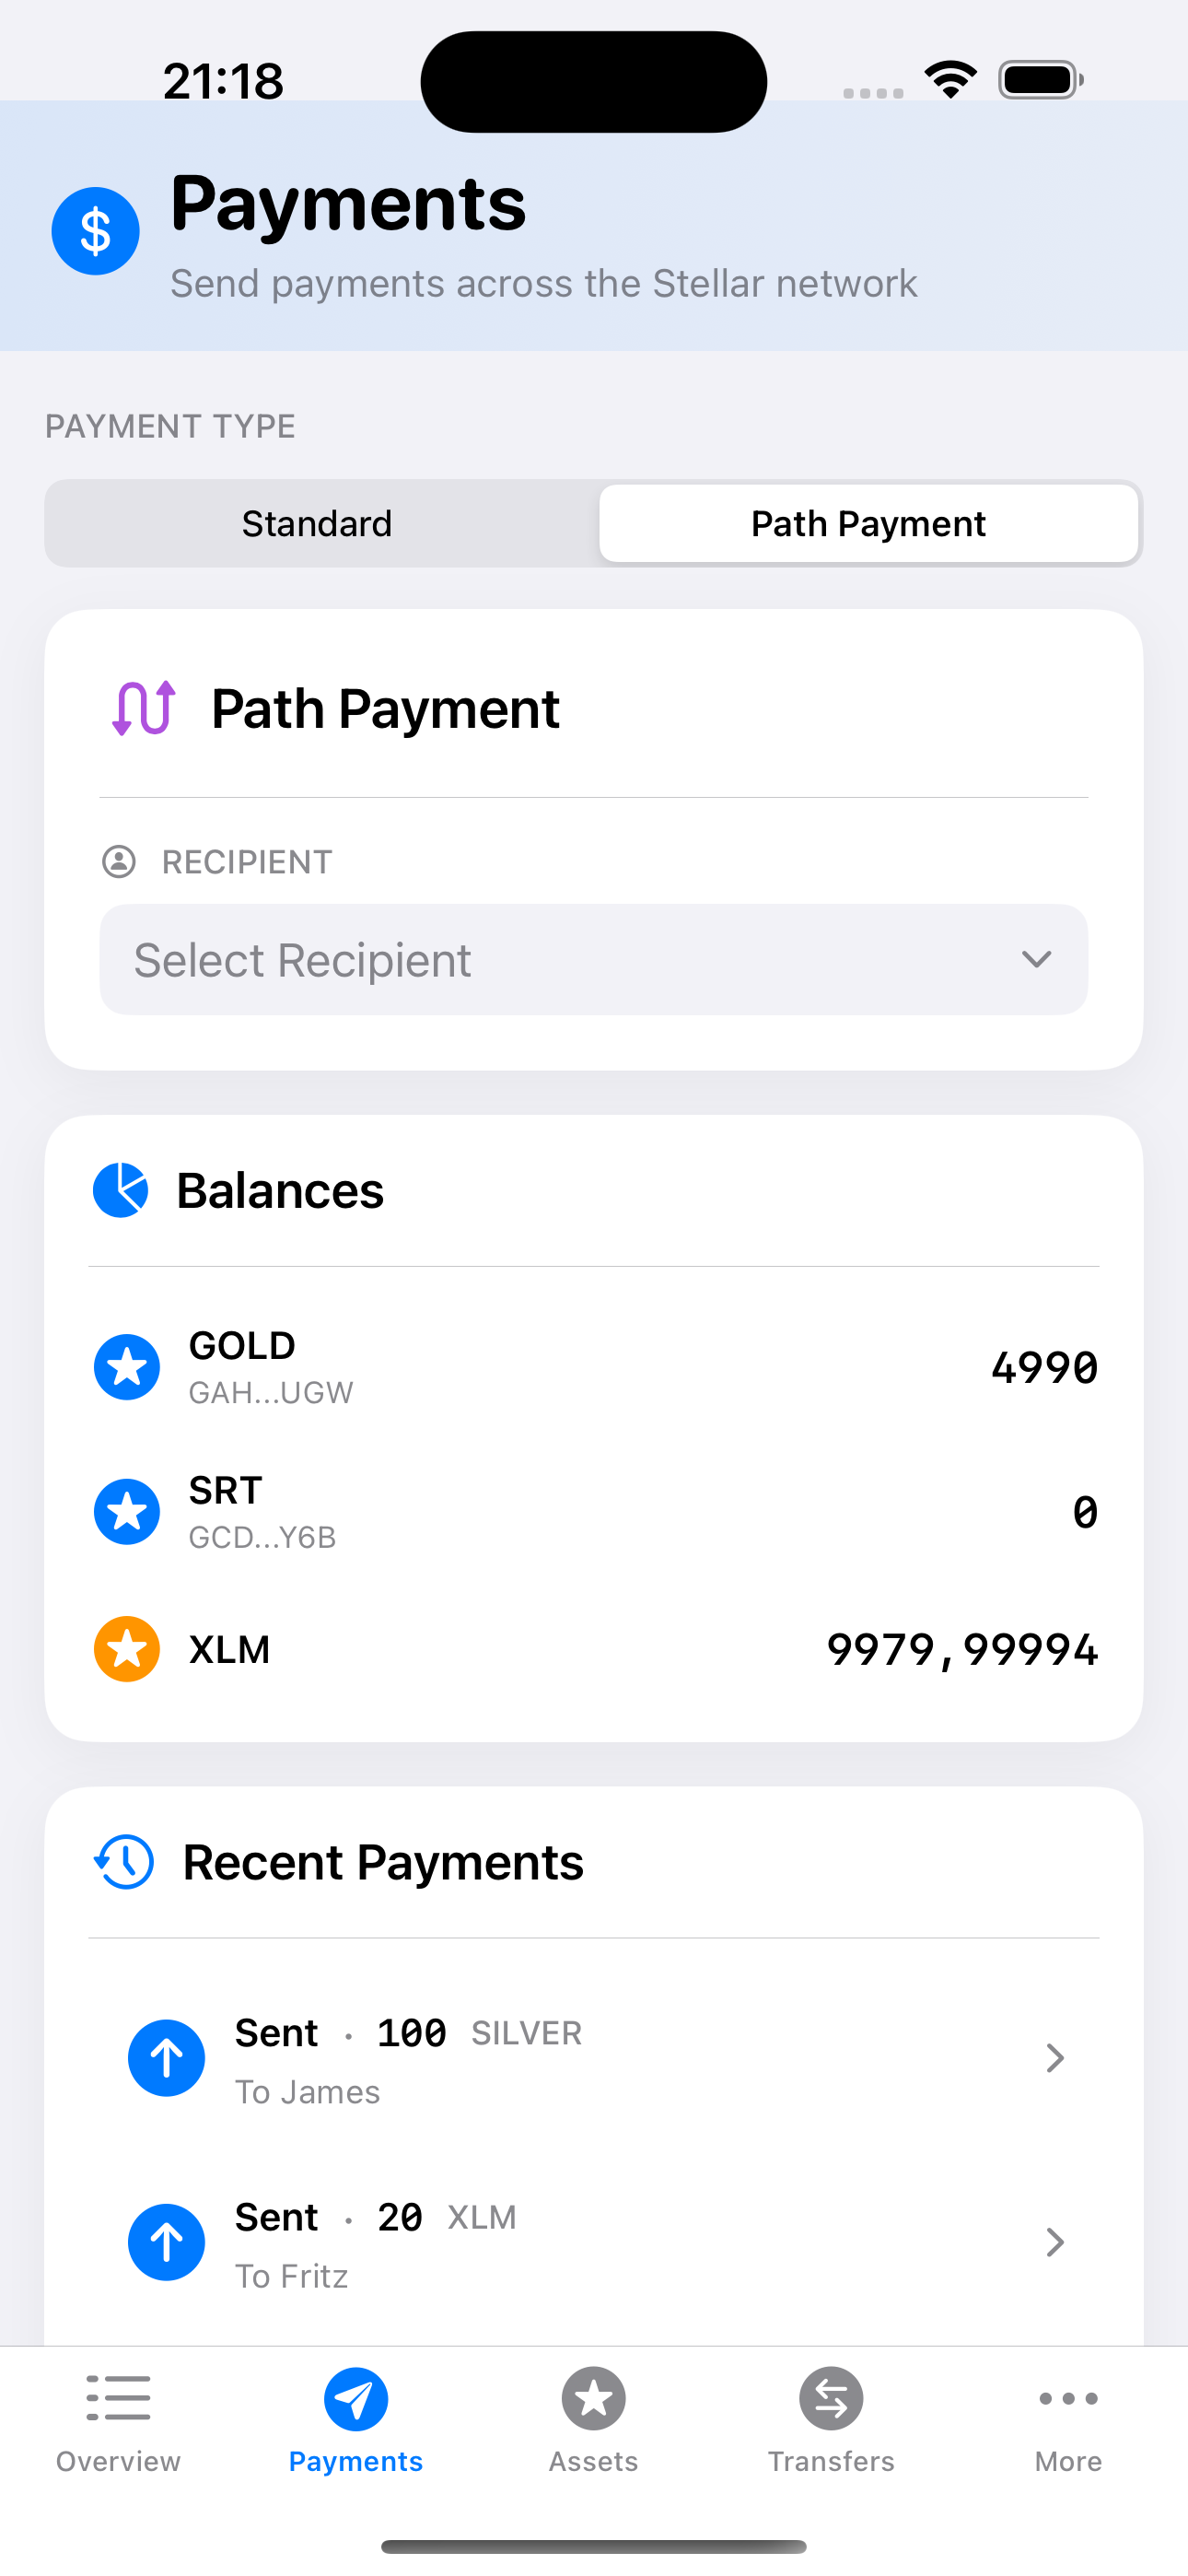 21:18
Payments
Send payments across the Stellar network
PAYMENT TYPE
Standard
Path Payment
Path Payment
RECIPIENT
Select Recipient
Balances
GOLD
4990
GAH...UGW
SRT
0
GCD...Y6B
XLM
9979,99994
Recent Payments
Sent · 100 SILVER
To James
Sent · 20 XLM
To Fritz
Overview
Payments
Assets
Transfers
More